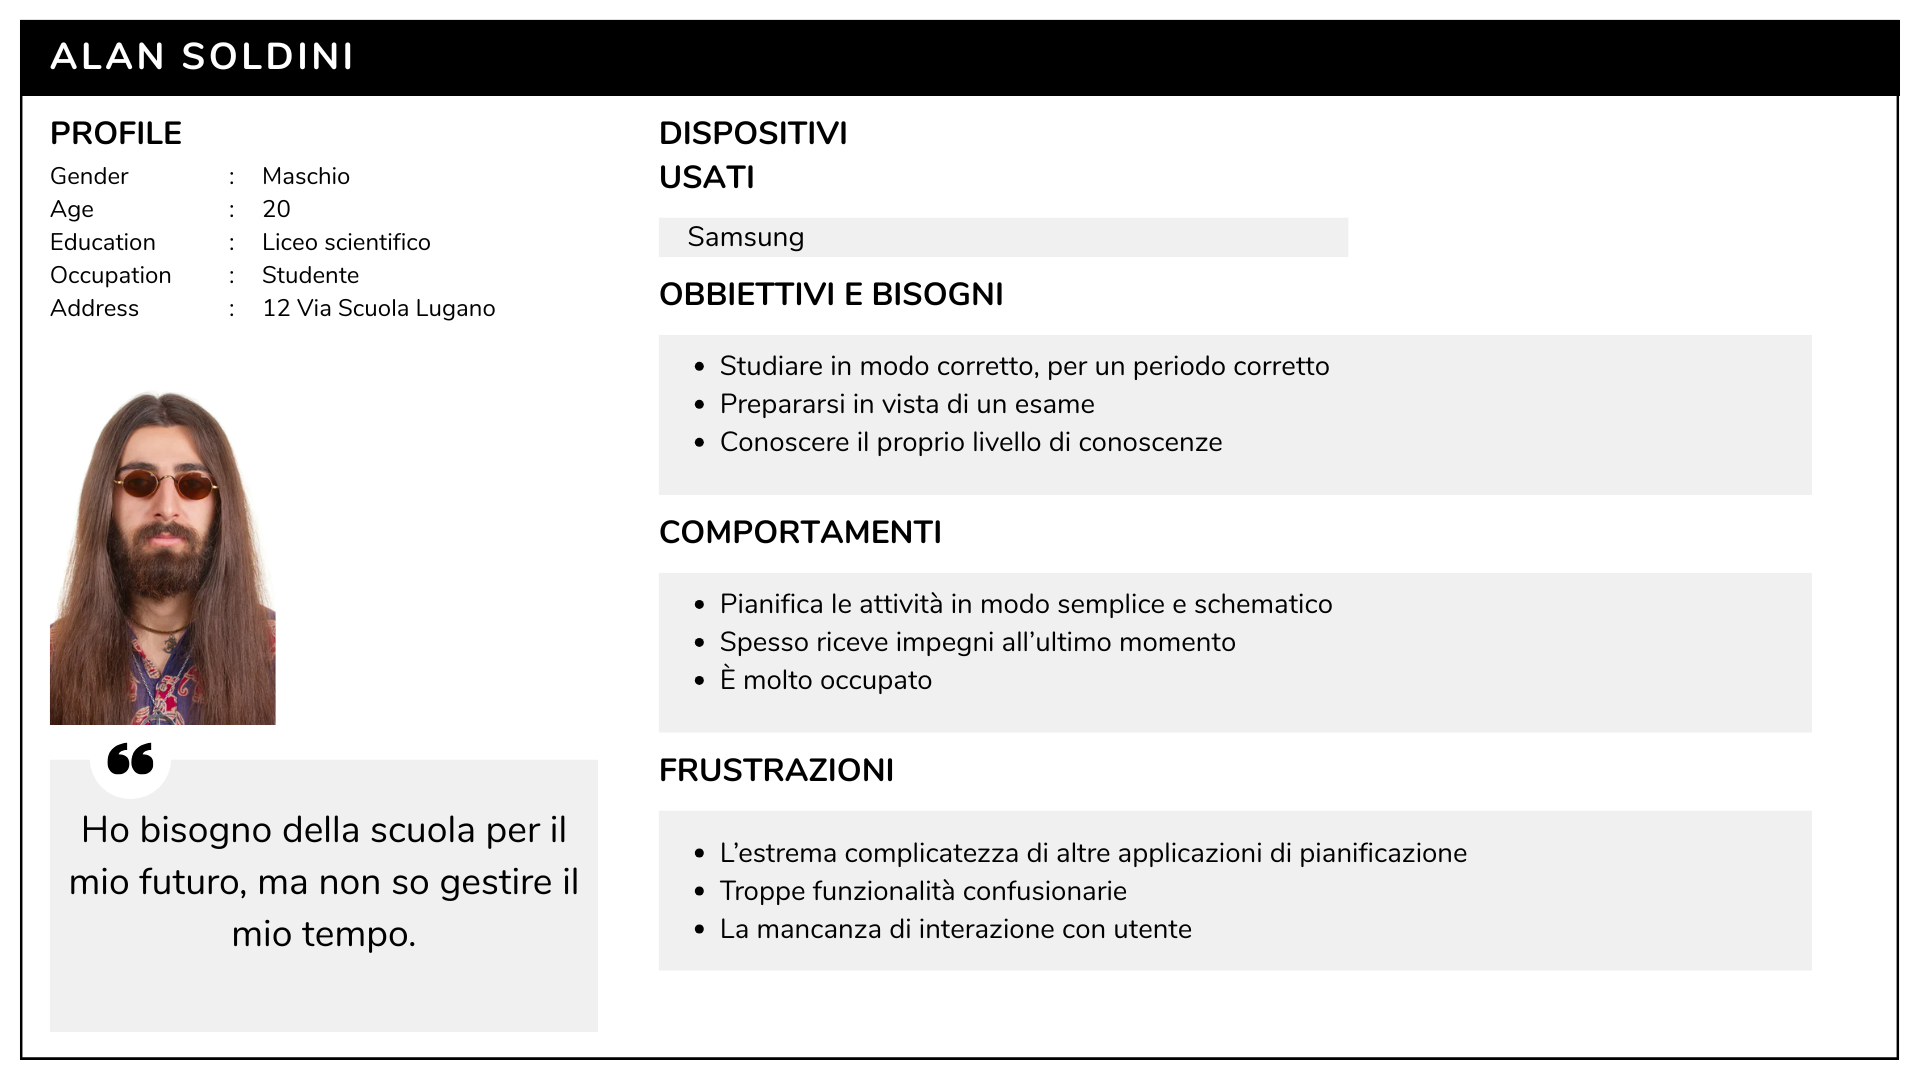 ALAN SOLDINI
PROFILE
Gender : Maschio
Age : 20
Education : Liceo scientifico
Occupation : Studente
Address : 12 Via Scuola Lugano
“
Ho bisogno della scuola per il
mio futuro, ma non so gestire il
mio tempo.
DISPOSITIVI
USATI
Samsung
OBBIETTIVI E BISOGNI
• Studiare in modo corretto, per un periodo corretto
• Prepararsi in vista di un esame
• Conoscere il proprio livello di conoscenze
COMPORTAMENTI
• Pianifica le attività in modo semplice e schematico
• Spesso riceve impegni all’ultimo momento
• È molto occupato
FRUSTRAZIONI
• L’estrema complicatezza di altre applicazioni di pianificazione
• Troppe funzionalità confusionarie
• La mancanza di interazione con utente